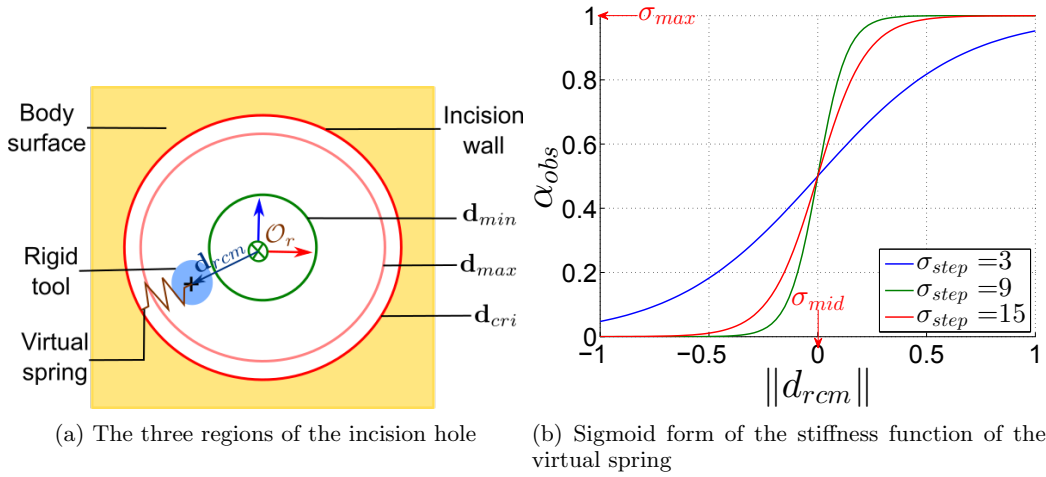 Body
surface
Incision
wall
d_min
O_r
d_rcm
Rigid
tool
d_max
d_cri
Virtual
spring
(a) The three regions of the incision hole
σ_max
1
0.8
0.6
0.4
0.2
0
α_obs
σ_mid
σ_step =3
σ_step =9
σ_step =15
-1
-0.5
0
0.5
1
‖d_rcm‖
(b) Sigmoid form of the stiffness function of the
virtual spring